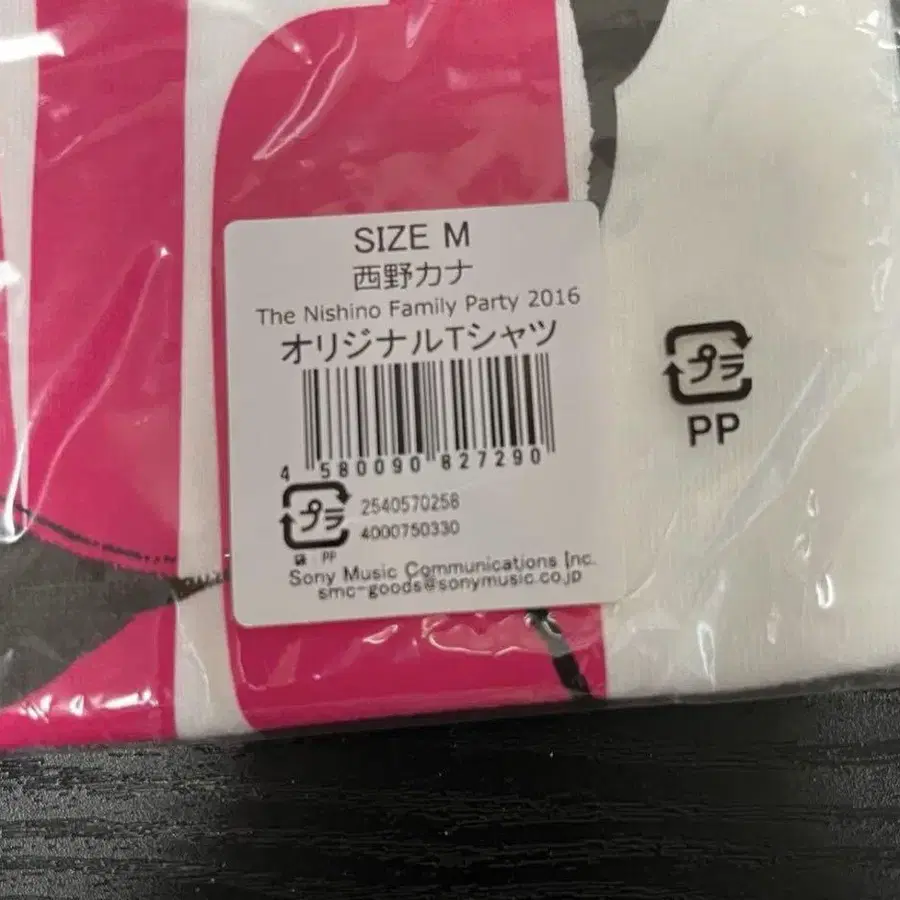 SIZE M
西野カナ
The Nishino Family Party 2016
オリジナルTシャツ
4 580090 827290
プラ
2540570258
4000750330
袋・PP
Sony Music Communications Inc.
smc-goods@sonymusic.co.jp
プラ
PP